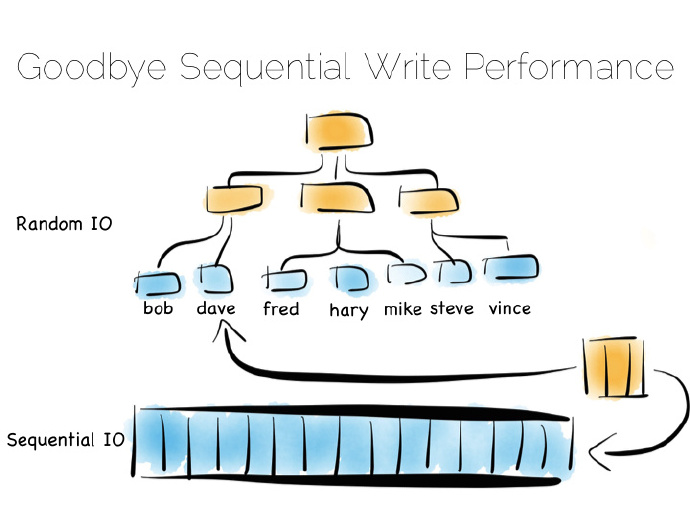 Goodbye Sequential Write Performance
Random IO
bob dave fred hary mike steve vince
Sequential IO